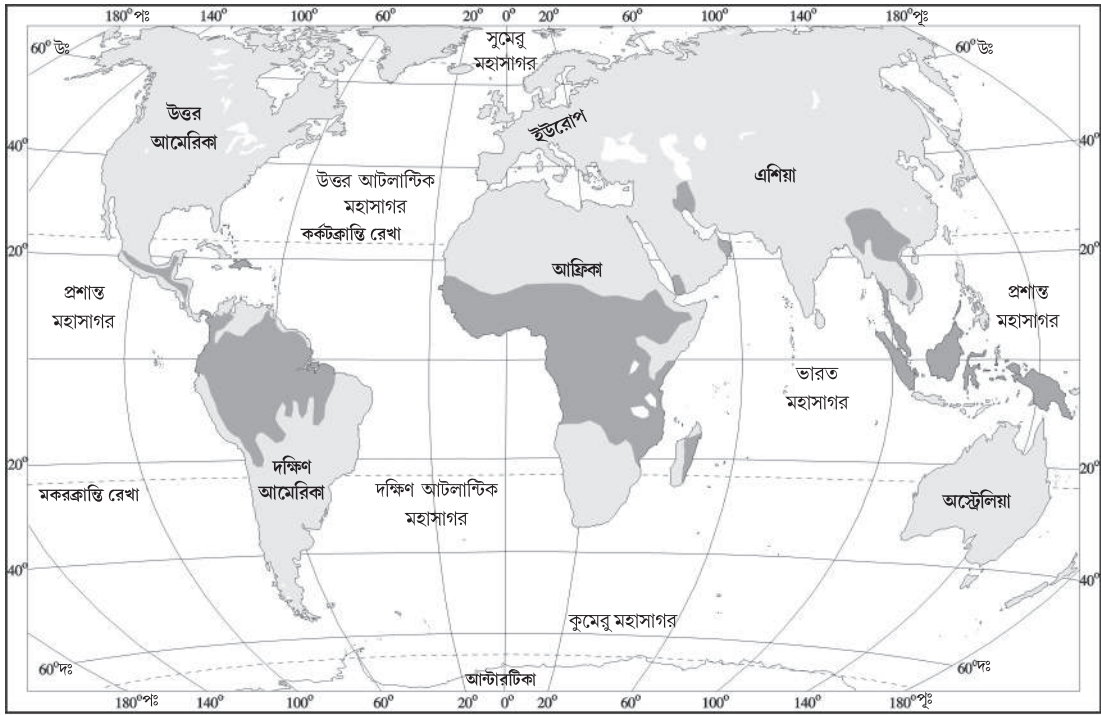 180°পঃ 140° 100° 60° 20° 0° 20° 60° 100° 140° 180°পূঃ
60°উঃ
সুমেরু
মহাসাগর
60°উঃ
উত্তর
আমেরিকা
ইউরোপ
40°
40°
এশিয়া
উত্তর আটলান্টিক
মহাসাগর
কর্কটক্রান্তি রেখা
20°
20°
আফ্রিকা
প্রশান্ত
মহাসাগর
প্রশান্ত
মহাসাগর
ভারত
মহাসাগর
20°
20°
দক্ষিণ
আমেরিকা
মকরক্রান্তি রেখা
দক্ষিণ আটলান্টিক
মহাসাগর
অস্ট্রেলিয়া
40°
40°
কুমেরু মহাসাগর
60°দঃ
60°দঃ
আন্টারটিকা
180°পঃ 140° 100° 60° 20° 0° 20° 60° 100° 140° 180°পূঃ